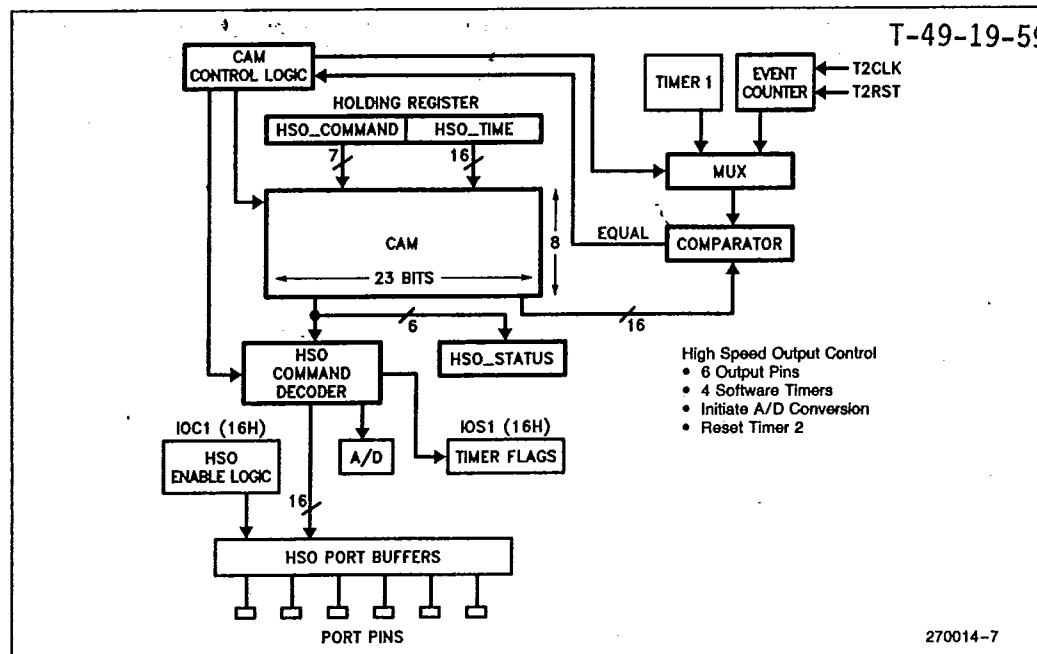 T-49-19-59
CAM
CONTROL LOGIC
TIMER 1
EVENT
COUNTER
T2CLK
T2RST
HOLDING REGISTER
HSO_COMMAND
HSO_TIME
7
16
MUX
CAM
8
EQUAL
COMPARATOR
23 BITS
6
16
HSO
COMMAND
DECODER
HSO_STATUS
High Speed Output Control
• 6 Output Pins
• 4 Software Timers
• Initiate A/D Conversion
• Reset Timer 2
IOC1 (16H)
IOS1 (16H)
HSO
ENABLE LOGIC
A/D
TIMER FLAGS
16
HSO PORT BUFFERS
PORT PINS
270014-7